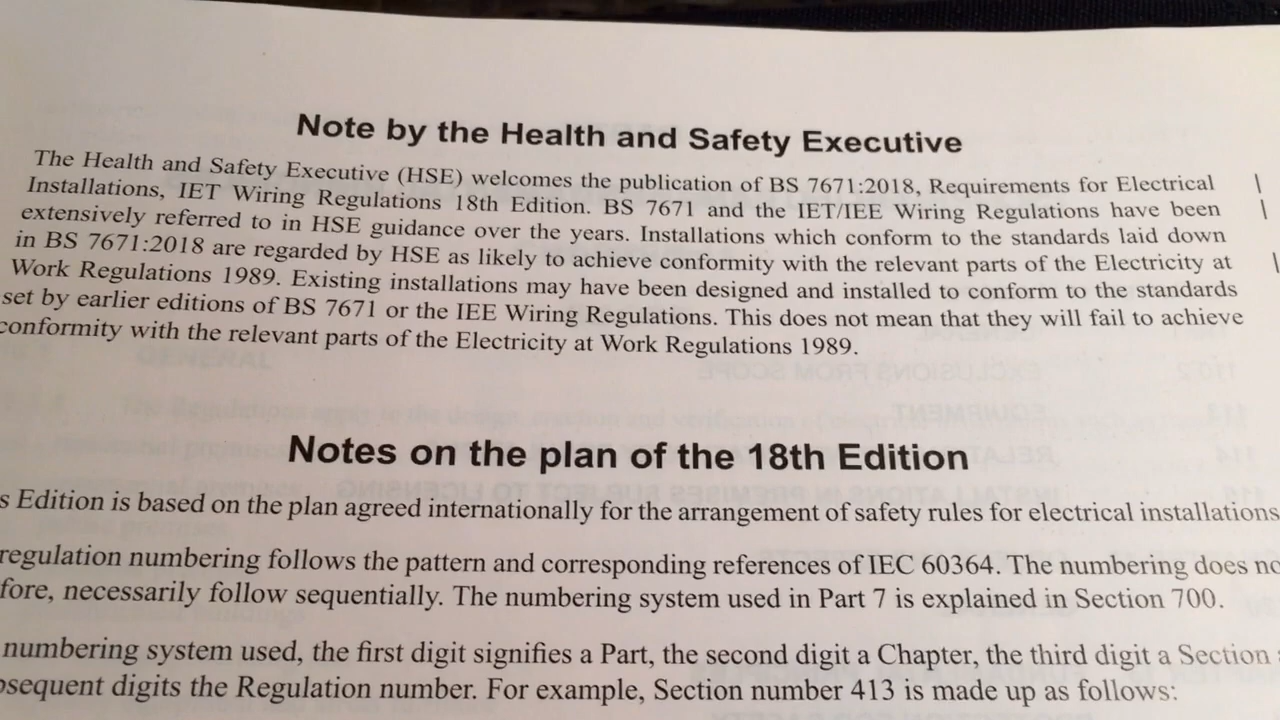 Note by the Health and Safety Executive
The Health and Safety Executive (HSE) welcomes the publication of BS 7671:2018, Requirements for Electrical
Installations, IET Wiring Regulations 18th Edition. BS 7671 and the IET/IEE Wiring Regulations have been
extensively referred to in HSE guidance over the years. Installations which conform to the standards laid down
in BS 7671:2018 are regarded by HSE as likely to achieve conformity with the relevant parts of the Electricity at
Work Regulations 1989. Existing installations may have been designed and installed to conform to the standards
set by earlier editions of BS 7671 or the IEE Wiring Regulations. This does not mean that they will fail to achieve
conformity with the relevant parts of the Electricity at Work Regulations 1989.
Notes on the plan of the 18th Edition
s Edition is based on the plan agreed internationally for the arrangement of safety rules for electrical installations
regulation numbering follows the pattern and corresponding references of IEC 60364. The numbering does no
fore, necessarily follow sequentially. The numbering system used in Part 7 is explained in Section 700.
numbering system used, the first digit signifies a Part, the second digit a Chapter, the third digit a Section
bsequent digits the Regulation number. For example, Section number 413 is made up as follows: